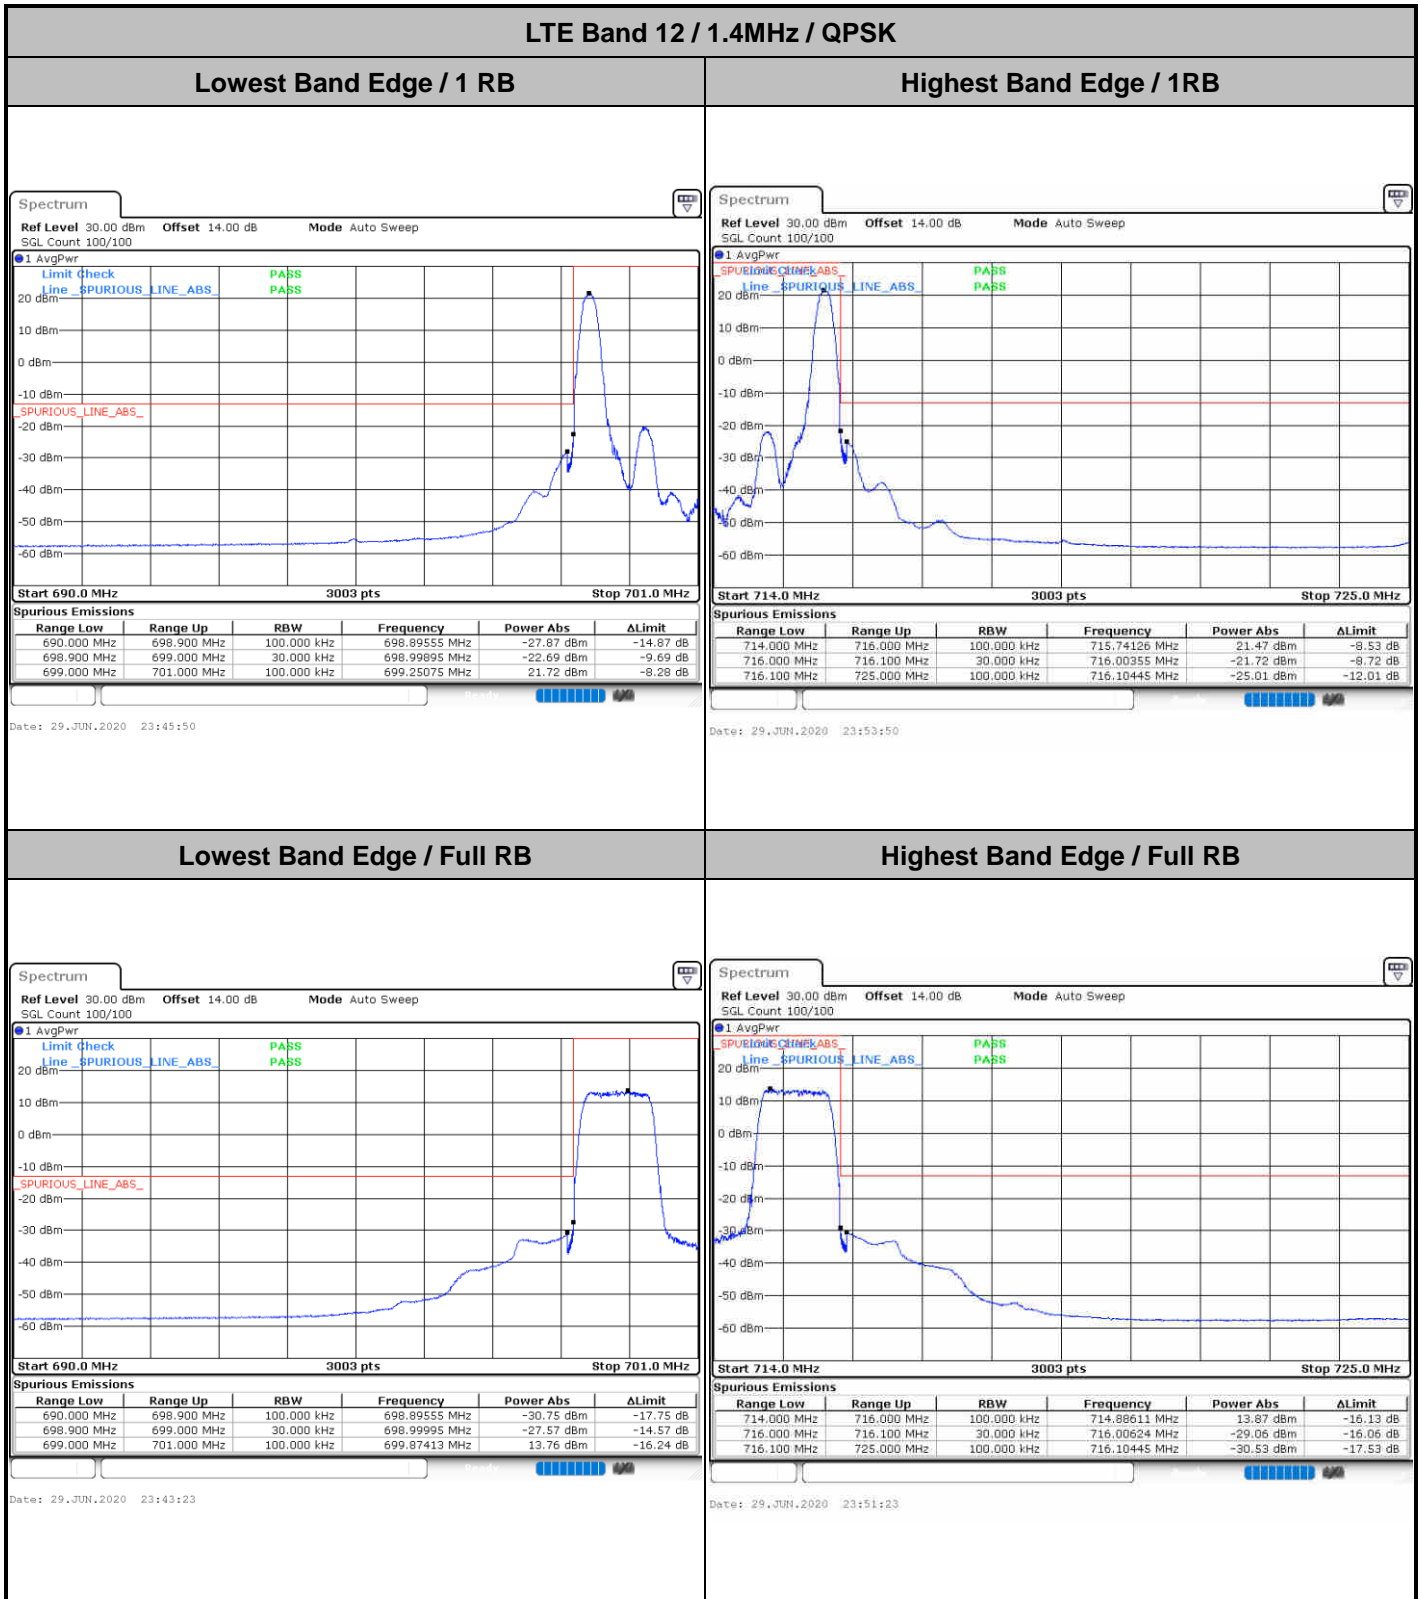 LTE Band 12 / 1.4MHz / QPSK
Lowest Band Edge / 1 RB
Highest Band Edge / 1RB
Spectrum
Ref Level 30.00 dBm Offset 14.00 dB Mode Auto Sweep
SGL Count 100/100
1 AvgPwr
Limit Check PASS
Line _SPURIOUS_LINE_ABS_ PASS
20 dBm
10 dBm
0 dBm
-10 dBm
_SPURIOUS_LINE_ABS_
-20 dBm
-30 dBm
-40 dBm
-50 dBm
-60 dBm
Start 690.0 MHz 3003 pts Stop 701.0 MHz
Spurious Emissions
Range Low Range Up RBW Frequency Power Abs ΔLimit
690.000 MHz 698.900 MHz 100.000 kHz 698.89555 MHz -27.87 dBm -14.87 dB
698.900 MHz 699.000 MHz 30.000 kHz 698.99895 MHz -22.69 dBm -9.69 dB
699.000 MHz 701.000 MHz 100.000 kHz 699.25075 MHz 21.72 dBm -8.28 dB
Date: 29.JUN.2020 23:45:50
Spectrum
Ref Level 30.00 dBm Offset 14.00 dB Mode Auto Sweep
SGL Count 100/100
1 AvgPwr
_SPURIOUS_LINE_ABS_
Limit Check PASS
Line _SPURIOUS_LINE_ABS_ PASS
20 dBm
10 dBm
0 dBm
-10 dBm
-20 dBm
-30 dBm
-40 dBm
-50 dBm
-60 dBm
Start 714.0 MHz 3003 pts Stop 725.0 MHz
Spurious Emissions
Range Low Range Up RBW Frequency Power Abs ΔLimit
714.000 MHz 716.000 MHz 100.000 kHz 715.74126 MHz 21.47 dBm -8.53 dB
716.000 MHz 716.100 MHz 30.000 kHz 716.00355 MHz -21.72 dBm -8.72 dB
716.100 MHz 725.000 MHz 100.000 kHz 716.10445 MHz -25.01 dBm -12.01 dB
Date: 29.JUN.2020 23:53:50
Lowest Band Edge / Full RB
Highest Band Edge / Full RB
Spectrum
Ref Level 30.00 dBm Offset 14.00 dB Mode Auto Sweep
SGL Count 100/100
1 AvgPwr
Limit Check PASS
Line _SPURIOUS_LINE_ABS_ PASS
20 dBm
10 dBm
0 dBm
-10 dBm
_SPURIOUS_LINE_ABS_
-20 dBm
-30 dBm
-40 dBm
-50 dBm
-60 dBm
Start 690.0 MHz 3003 pts Stop 701.0 MHz
Spurious Emissions
Range Low Range Up RBW Frequency Power Abs ΔLimit
690.000 MHz 698.900 MHz 100.000 kHz 698.89555 MHz -30.75 dBm -17.75 dB
698.900 MHz 699.000 MHz 30.000 kHz 698.99995 MHz -27.57 dBm -14.57 dB
699.000 MHz 701.000 MHz 100.000 kHz 699.87413 MHz 13.76 dBm -16.24 dB
Date: 29.JUN.2020 23:43:23
Spectrum
Ref Level 30.00 dBm Offset 14.00 dB Mode Auto Sweep
SGL Count 100/100
1 AvgPwr
_SPURIOUS_LINE_ABS_
Limit Check PASS
Line _SPURIOUS_LINE_ABS_ PASS
20 dBm
10 dBm
0 dBm
-10 dBm
-20 dBm
-30 dBm
-40 dBm
-50 dBm
-60 dBm
Start 714.0 MHz 3003 pts Stop 725.0 MHz
Spurious Emissions
Range Low Range Up RBW Frequency Power Abs ΔLimit
714.000 MHz 716.000 MHz 100.000 kHz 714.88611 MHz 13.87 dBm -16.13 dB
716.000 MHz 716.100 MHz 30.000 kHz 716.00624 MHz -29.06 dBm -16.06 dB
716.100 MHz 725.000 MHz 100.000 kHz 716.10445 MHz -30.53 dBm -17.53 dB
Date: 29.JUN.2020 23:51:23